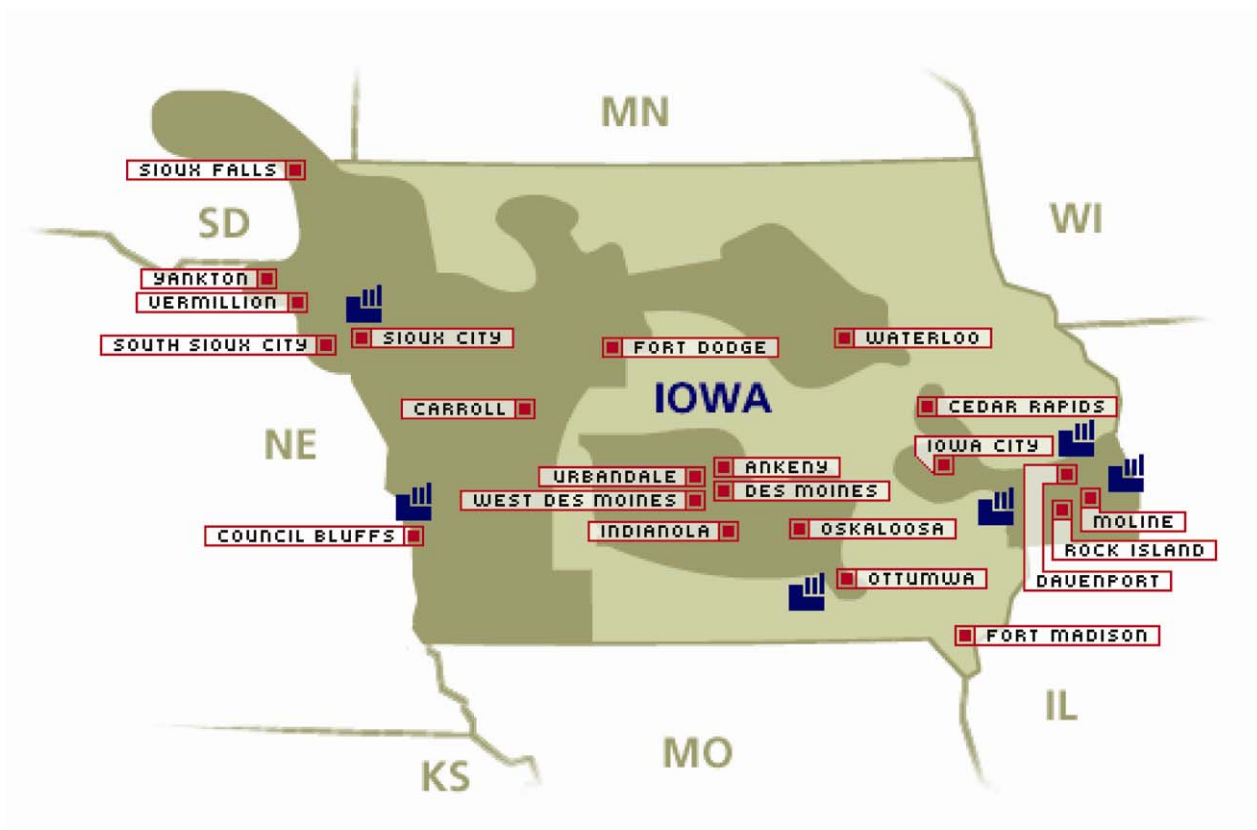 MN
SIOUX FALLS
SD
WI
YANKTON
VERMILLION
SOUTH SIOUX CITY
SIOUX CITY
FORT DODGE
WATERLOO
IOWA
CARROLL
CEDAR RAPIDS
NE
IOWA CITY
URBANDALE
ANKENY
WEST DES MOINES
DES MOINES
MOLINE
COUNCIL BLUFFS
INDIANOLA
OSKALOOSA
ROCK ISLAND
OTTUMWA
DAVENPORT
FORT MADISON
IL
MO
KS